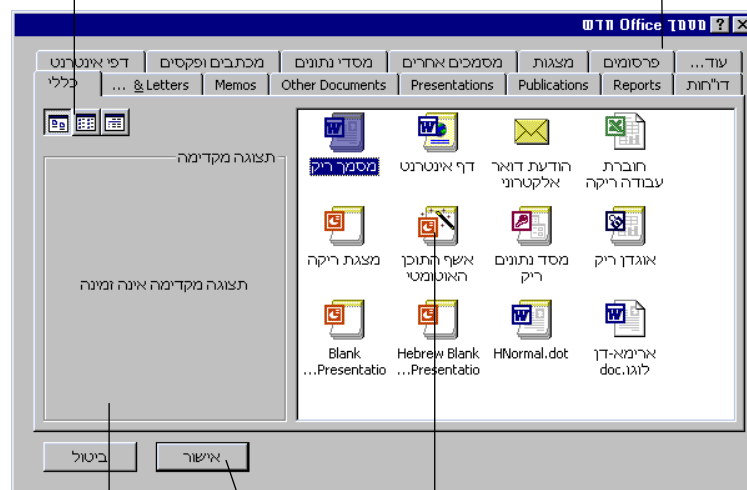 מסמך Office חדש
עוד...
פרסומים
מצגות
מסמכים אחרים
מסדי נתונים
מכתבים ופקסים
דפי אינטרנט
דו"חות
Reports
Publications
Presentations
Other Documents
Memos
... & Letters
כללי
מסמך ריק
דף אינטרנט
הודעת דואר
אלקטרוני
חוברת
עבודה ריקה
מצגת ריקה
אשף התוכן
האוטומטי
מסד נתונים
ריק
אוגדן ריק
Blank
...Presentatio
Hebrew Blank
...Presentatio
HNormal.dot
ארימא-דן
לוגו.doc
תצוגה מקדימה
תצוגה מקדימה אינה זמינה
אישור
ביטול